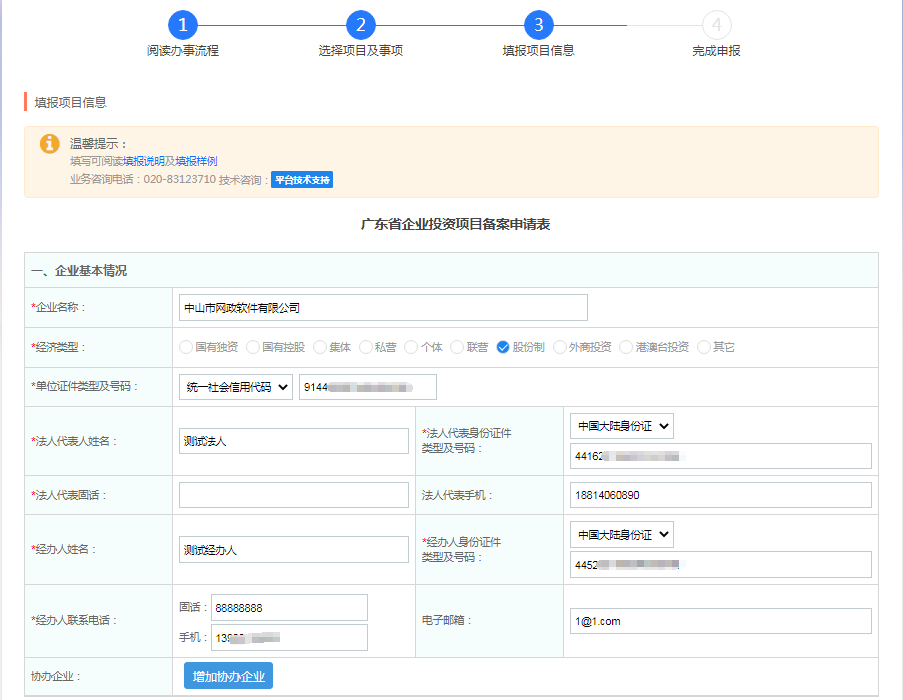 1 2 3 4
阅读办事流程 选择项目及事项 填报项目信息 完成申报
填报项目信息
温馨提示：
填写可阅读填报说明及填报样例
业务咨询电话：020-83123710 技术咨询： 平台技术支持
广东省企业投资项目备案申请表
一、企业基本情况
*企业名称： 中山市网政软件有限公司
*经济类型： 国有独资 国有控股 集体 私营 个体 联营 股份制 外商投资 港澳台投资 其它
*单位证件类型及号码： 统一社会信用代码 9144
*法人代表人姓名： 测试法人
*法人代表身份证件
类型及号码：
中国大陆身份证
44162
*法人代表固话： 法人代表手机： 18814060890
*经办人姓名： 测试经办人
*经办人身份证件
类型及号码：
中国大陆身份证
4452
*经办人联系电话：
固话： 88888888
手机： 139
电子邮箱： 1@1.com
协办企业： 增加协办企业